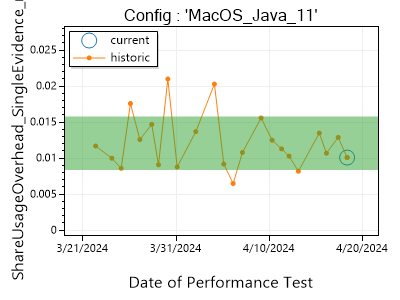 Config : 'MacOS_Java_11'
current
historic
ShareUsageOverhead_SingleEvidence_
0.025
0.02
0.015
0.01
0.005
0
3/21/2024
3/31/2024
4/10/2024
4/20/2024
Date of Performance Test